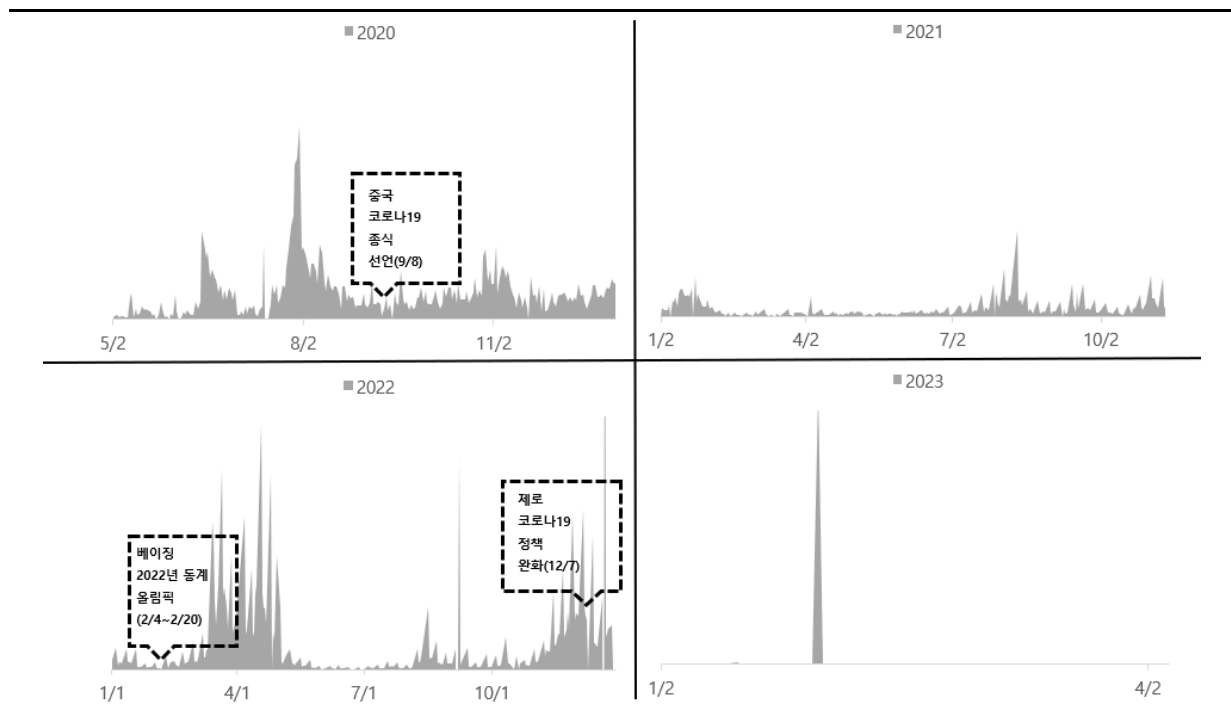 2020
중국
코로나19
종식
선언(9/8)
5/2
8/2
11/2
2021
1/2
4/2
7/2
10/2
2022
베이징
2022년 동계
올림픽
(2/4~2/20)
제로
코로나19
정책
완화(12/7)
1/1
4/1
7/1
10/1
2023
1/2
4/2